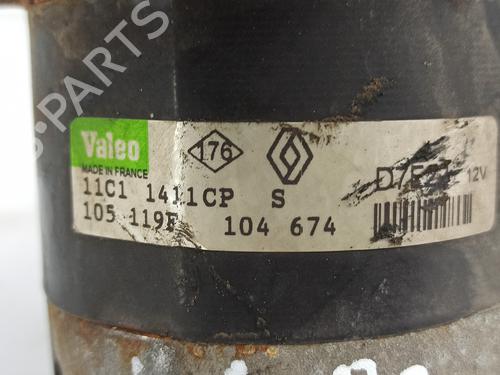 B-PARTS
Valeo
MADE IN FRANCE
176
11C1 1411CP S
105 119F 104 674
12V